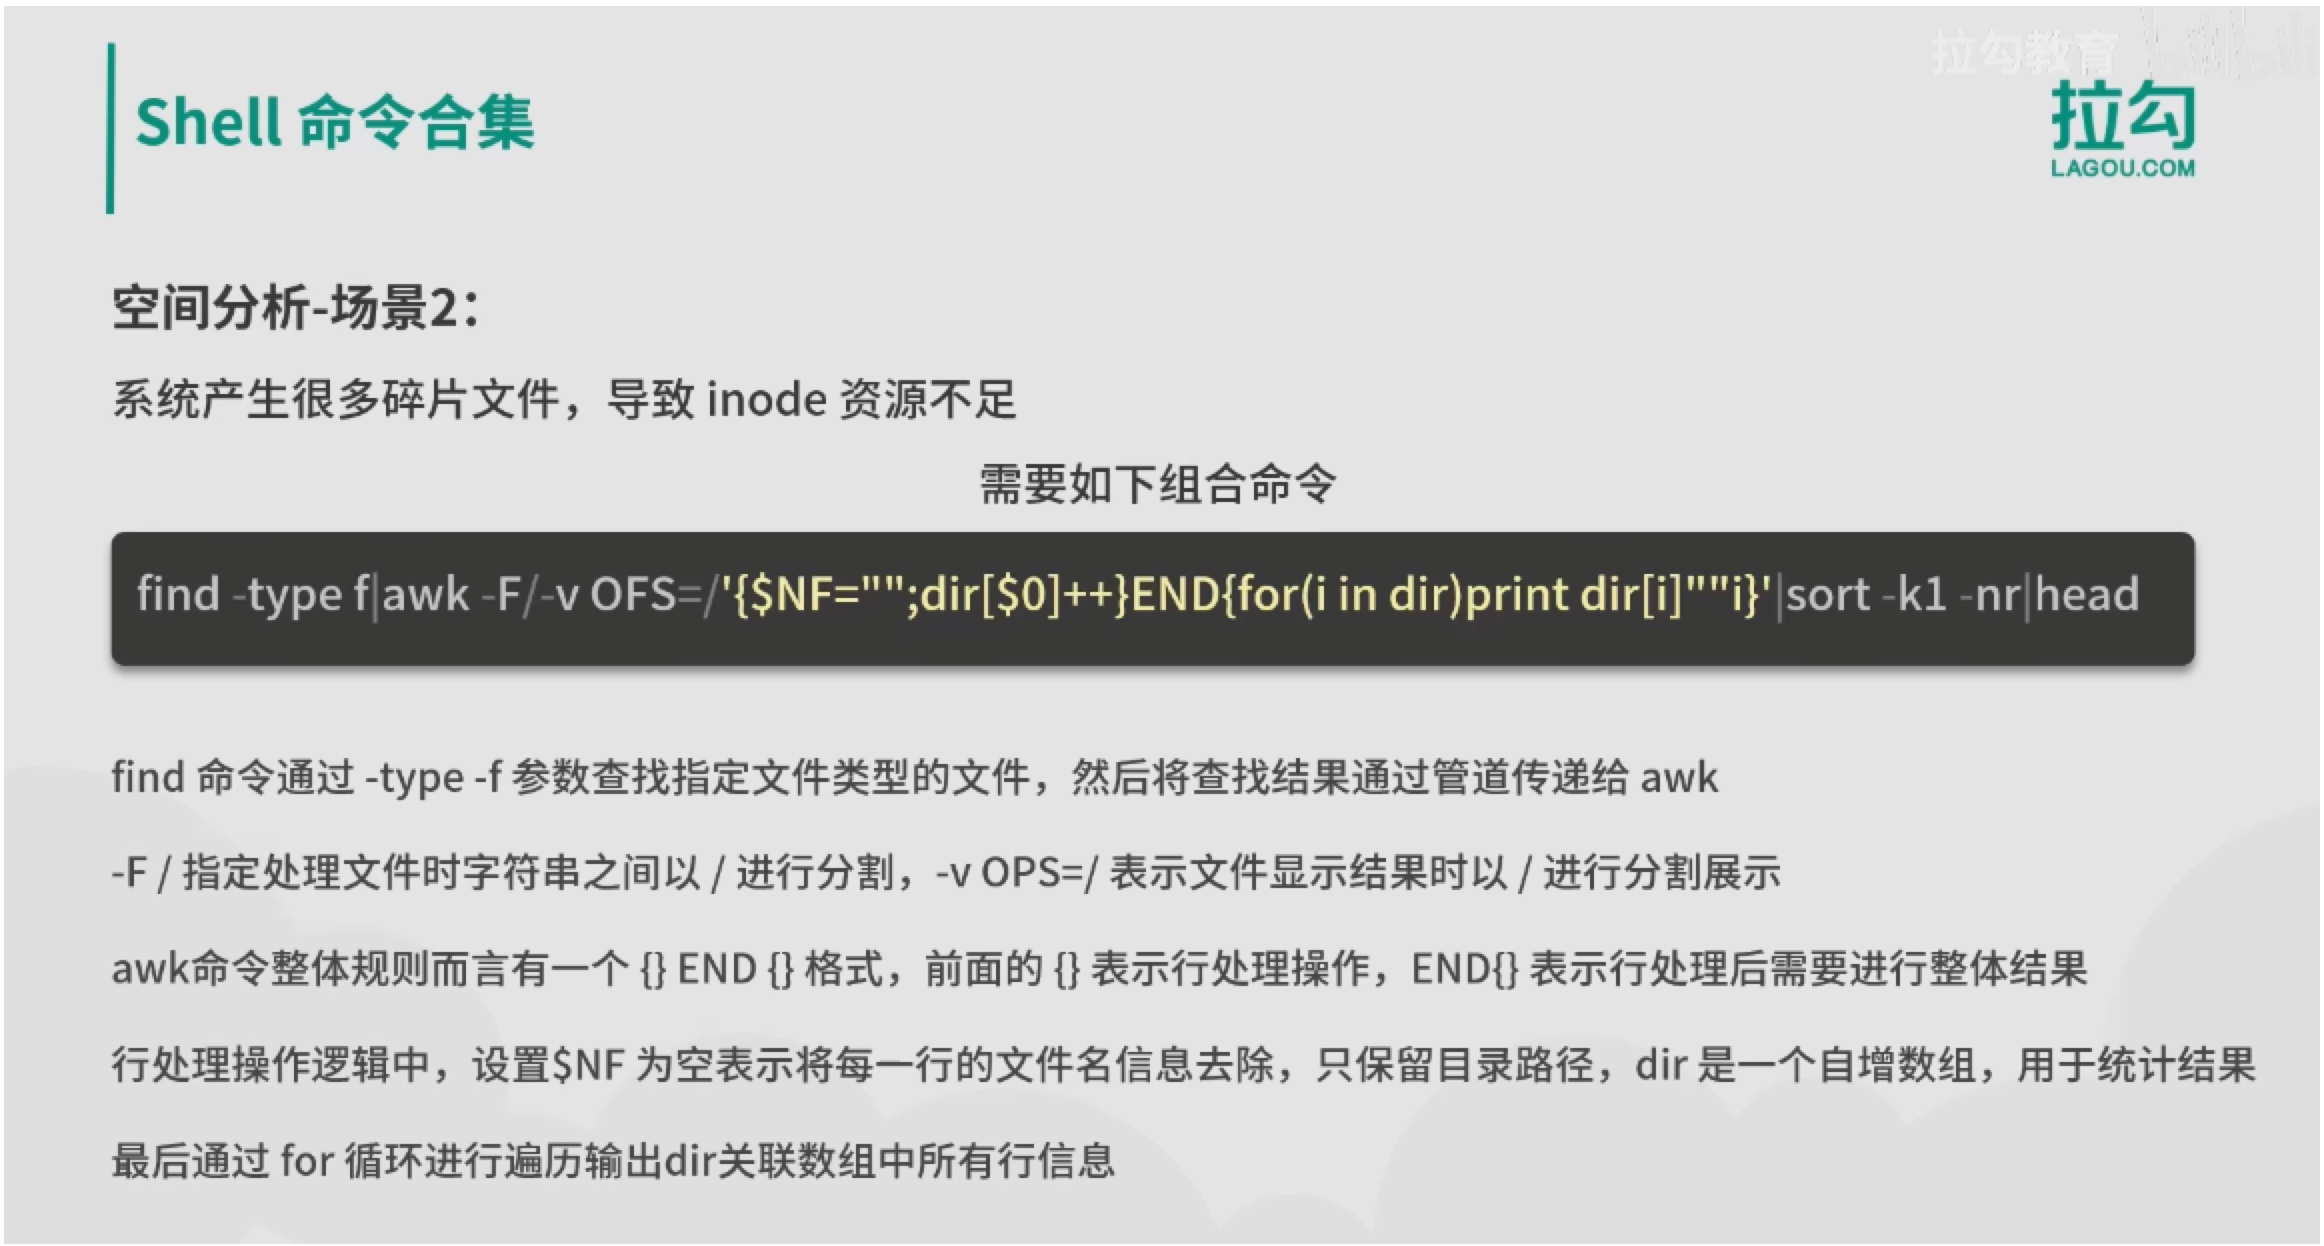 拉勾教育
Shell 命令合集
拉勾
LAGOU.COM
空间分析-场景2：
系统产生很多碎片文件，导致 inode 资源不足
需要如下组合命令
find -type f|awk -F/-v OFS=/'{$NF="";dir[$0]++}END{for(i in dir)print dir[i]""i}'|sort -k1 -nr|head
find 命令通过 -type -f 参数查找指定文件类型的文件，然后将查找结果通过管道传递给 awk
-F / 指定处理文件时字符串之间以 / 进行分割，-v OPS=/ 表示文件显示结果时以 / 进行分割展示
awk命令整体规则而言有一个 {} END {} 格式，前面的 {} 表示行处理操作，END{} 表示行处理后需要进行整体结果
行处理操作逻辑中，设置$NF 为空表示将每一行的文件名信息去除，只保留目录路径，dir 是一个自增数组，用于统计结果
最后通过 for 循环进行遍历输出dir关联数组中所有行信息